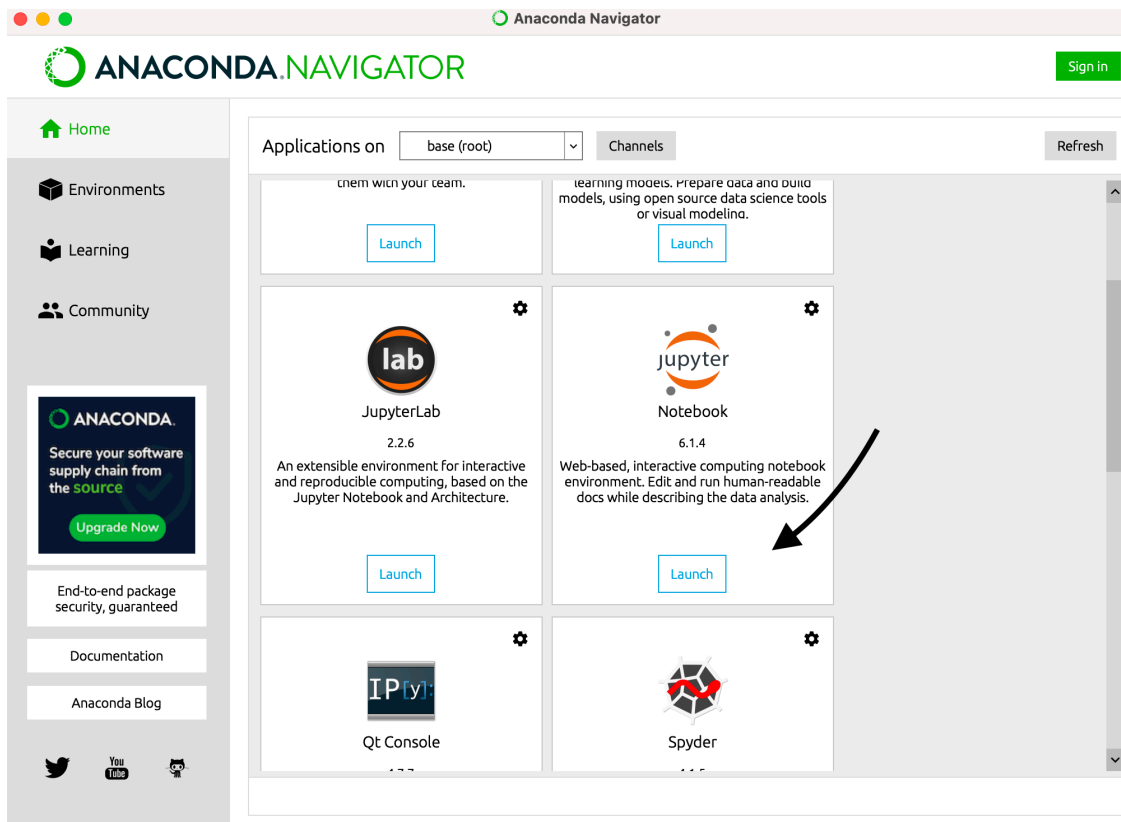 Anaconda Navigator
ANACONDA.NAVIGATOR
Sign in
Home
Environments
Learning
Community
ANACONDA.
Secure your software
supply chain from
the source
Upgrade Now
End-to-end package
security, guaranteed
Documentation
Anaconda Blog
You
Tube
Applications on
base (root)
Channels
Refresh
them with your team.
Launch
learning models. Prepare data and build
models, using open source data science tools
or visual modeling.
Launch
lab
JupyterLab
2.2.6
An extensible environment for interactive
and reproducible computing, based on the
Jupyter Notebook and Architecture.
Launch
jupyter
Notebook
6.1.4
Web-based, interactive computing notebook
environment. Edit and run human-readable
docs while describing the data analysis.
Launch
IP[y]:
Qt Console
Spyder